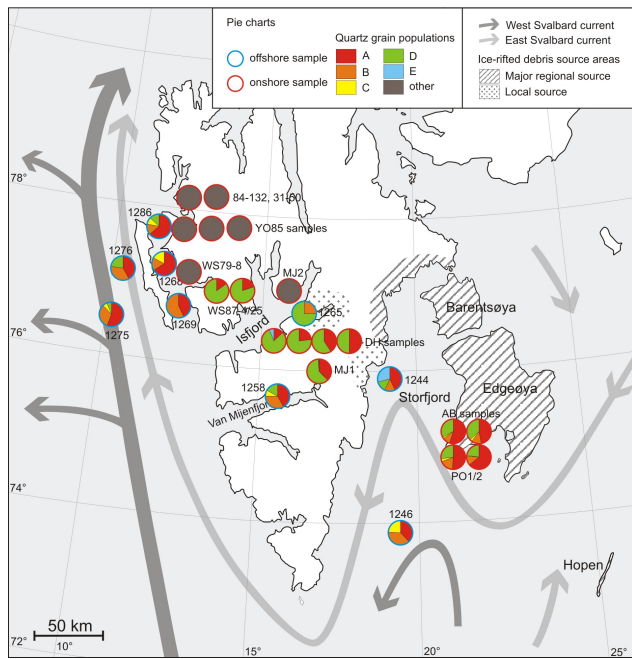 Pie charts
offshore sample
onshore sample
Quartz grain populations
A
B
C
D
E
other
West Svalbard current
East Svalbard current
Ice-rifted debris source areas
Major regional source
Local source
78°
84-132, 31-60
1286
YO85 samples
1276
WS79-8
1268
MJ2
WS87-4/25
1265
1275
1269
Isfjord
76°
Barentsøya
DH samples
MJ1
1244
Edgeøya
1258
Storfjord
Van Mijenfjord
AB samples
PO1/2
74°
1246
Hopen
50 km
72°
10°
15°
20°
25°